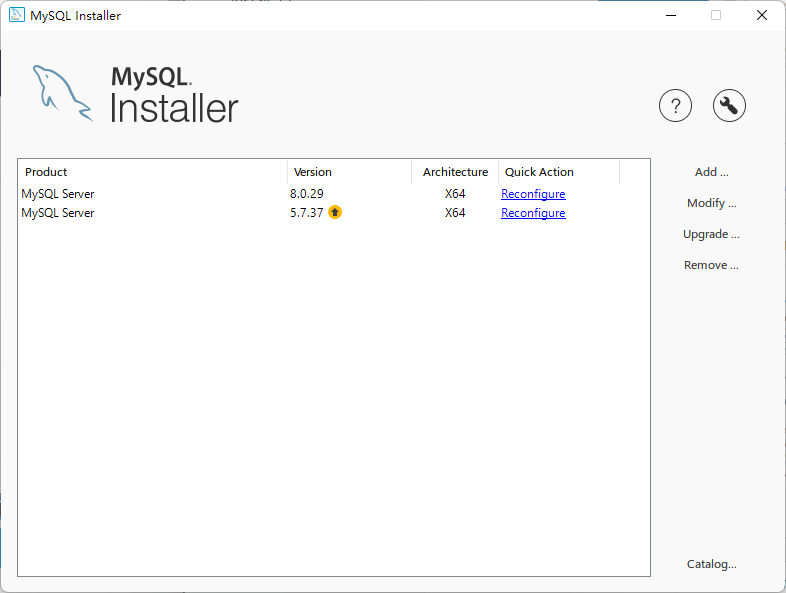 MySQL Installer
MySQL.
Installer
?
Product Version Architecture Quick Action
MySQL Server 8.0.29 X64 Reconfigure
MySQL Server 5.7.37 X64 Reconfigure
Add ...
Modify ...
Upgrade ...
Remove ...
Catalog...